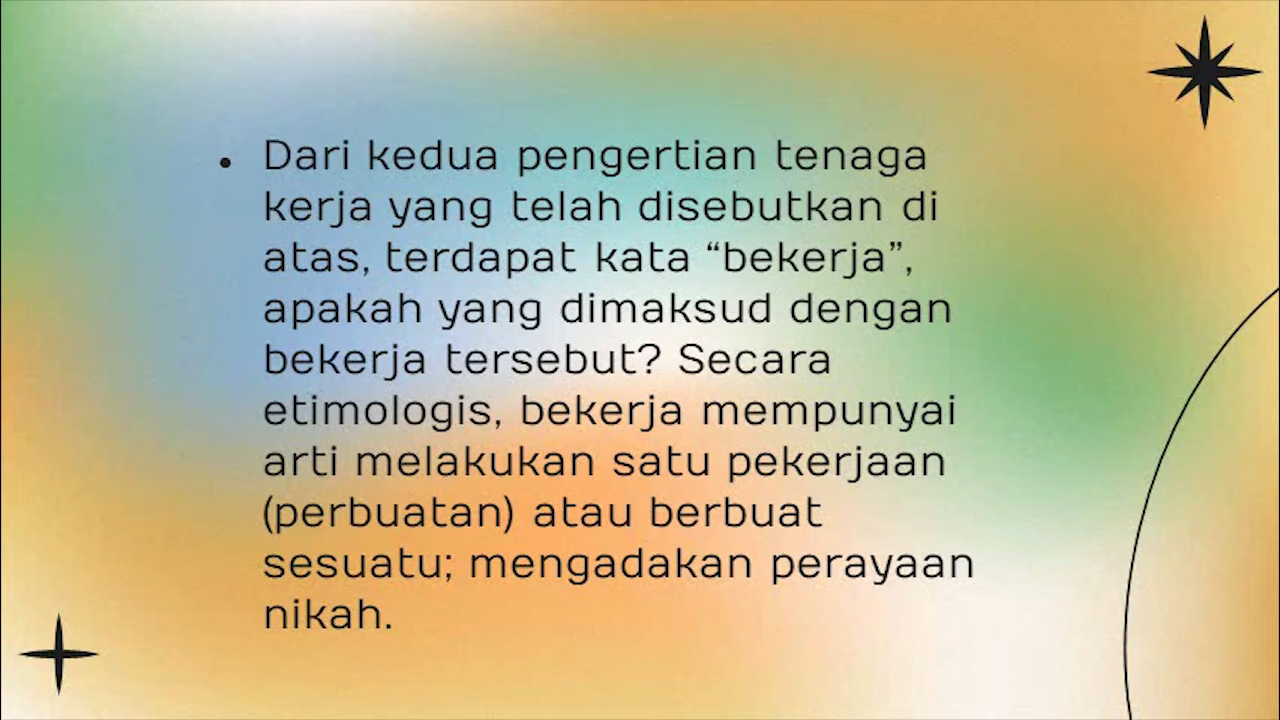 • Dari kedua pengertian tenaga
kerja yang telah disebutkan di
atas, terdapat kata “bekerja”,
apakah yang dimaksud dengan
bekerja tersebut? Secara
etimologis, bekerja mempunyai
arti melakukan satu pekerjaan
(perbuatan) atau berbuat
sesuatu; mengadakan perayaan
nikah.